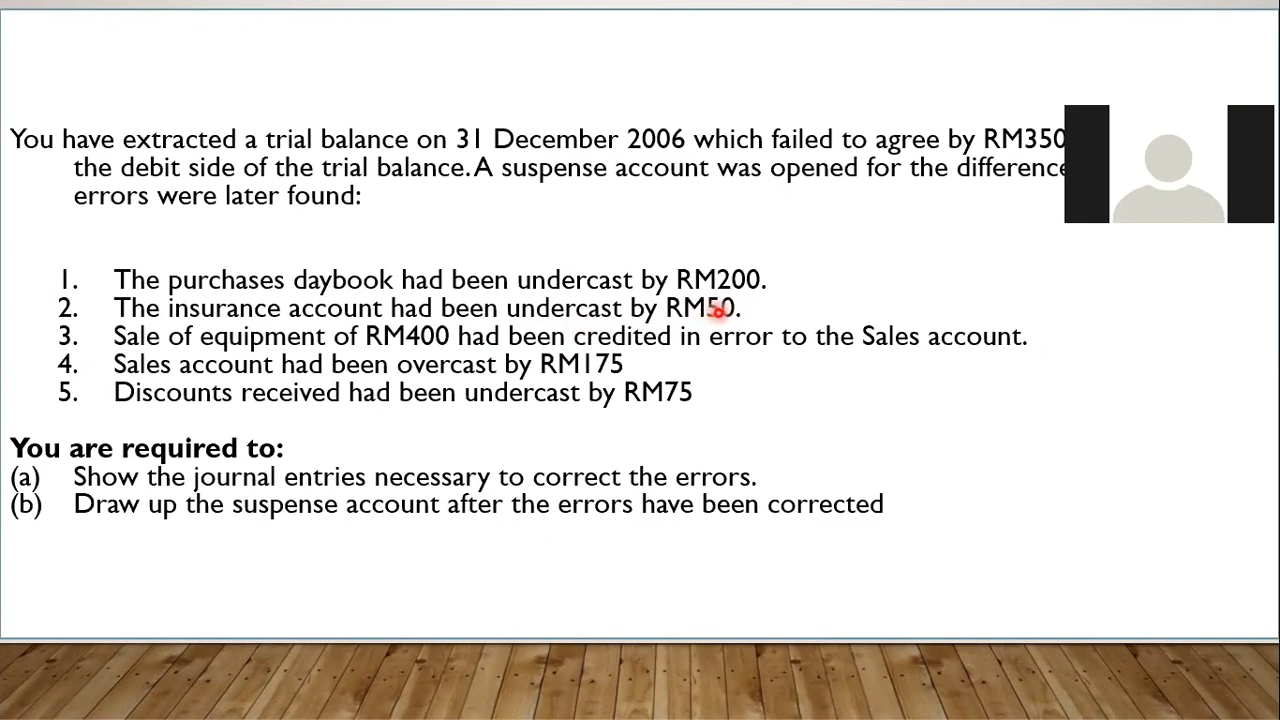 You have extracted a trial balance on 31 December 2006 which failed to agree by RM350
the debit side of the trial balance. A suspense account was opened for the difference
errors were later found:
1. The purchases daybook had been undercast by RM200.
2. The insurance account had been undercast by RM50.
3. Sale of equipment of RM400 had been credited in error to the Sales account.
4. Sales account had been overcast by RM175
5. Discounts received had been undercast by RM75
You are required to:
(a) Show the journal entries necessary to correct the errors.
(b) Draw up the suspense account after the errors have been corrected